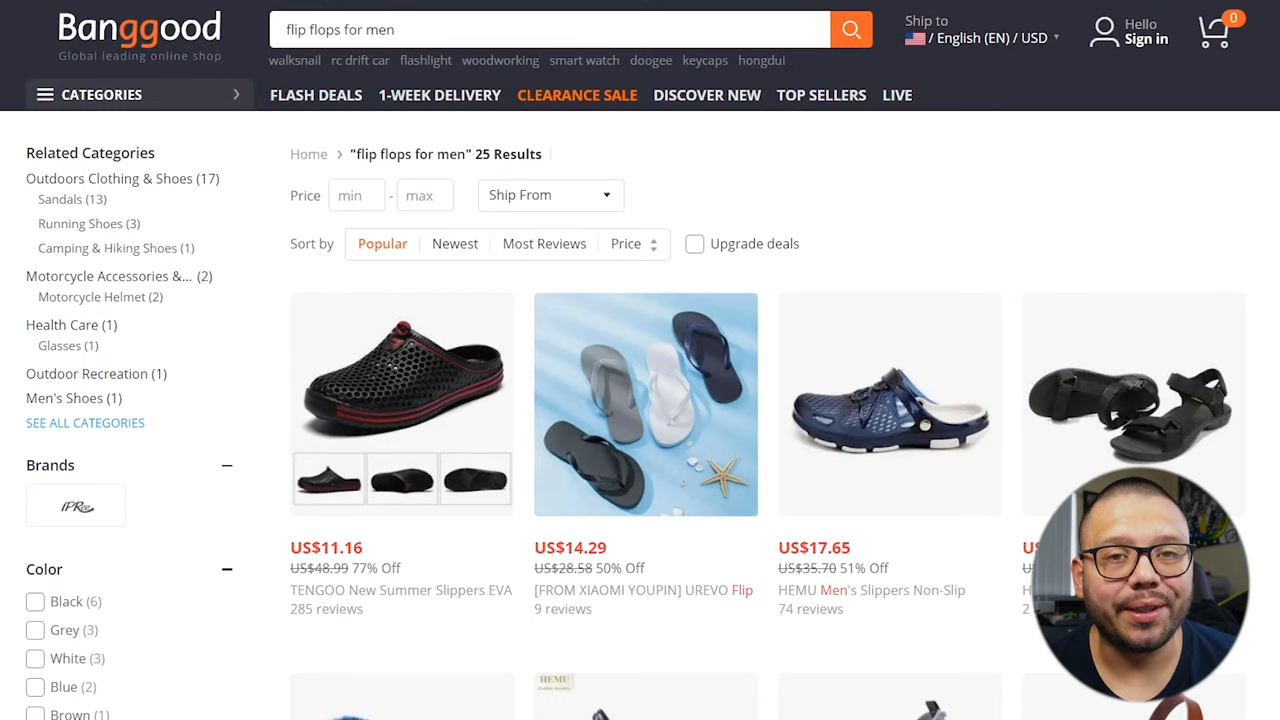 Banggood
Global leading online shop
flip flops for men
Ship to
/ English (EN) / USD
Hello
Sign in
0
walksnail rc drift car flashlight woodworking smart watch doogee keycaps hongdui
CATEGORIES
FLASH DEALS 1-WEEK DELIVERY CLEARANCE SALE DISCOVER NEW TOP SELLERS LIVE
Related Categories
Outdoors Clothing & Shoes (17)
Sandals (13)
Running Shoes (3)
Camping & Hiking Shoes (1)
Motorcycle Accessories &... (2)
Motorcycle Helmet (2)
Health Care (1)
Glasses (1)
Outdoor Recreation (1)
Men's Shoes (1)
SEE ALL CATEGORIES
Brands
Color
Black (6)
Grey (3)
White (3)
Blue (2)
Brown (1)
Home > "flip flops for men" 25 Results
Price min - max Ship From
Sort by Popular Newest Most Reviews Price Upgrade deals
US$11.16
US$48.99 77% Off
TENGOO New Summer Slippers EVA
285 reviews
US$14.29
US$28.58 50% Off
[FROM XIAOMI YOUPIN] UREVO Flip
9 reviews
US$17.65
US$35.70 51% Off
HEMU Men's Slippers Non-Slip
74 reviews
2
HEMU